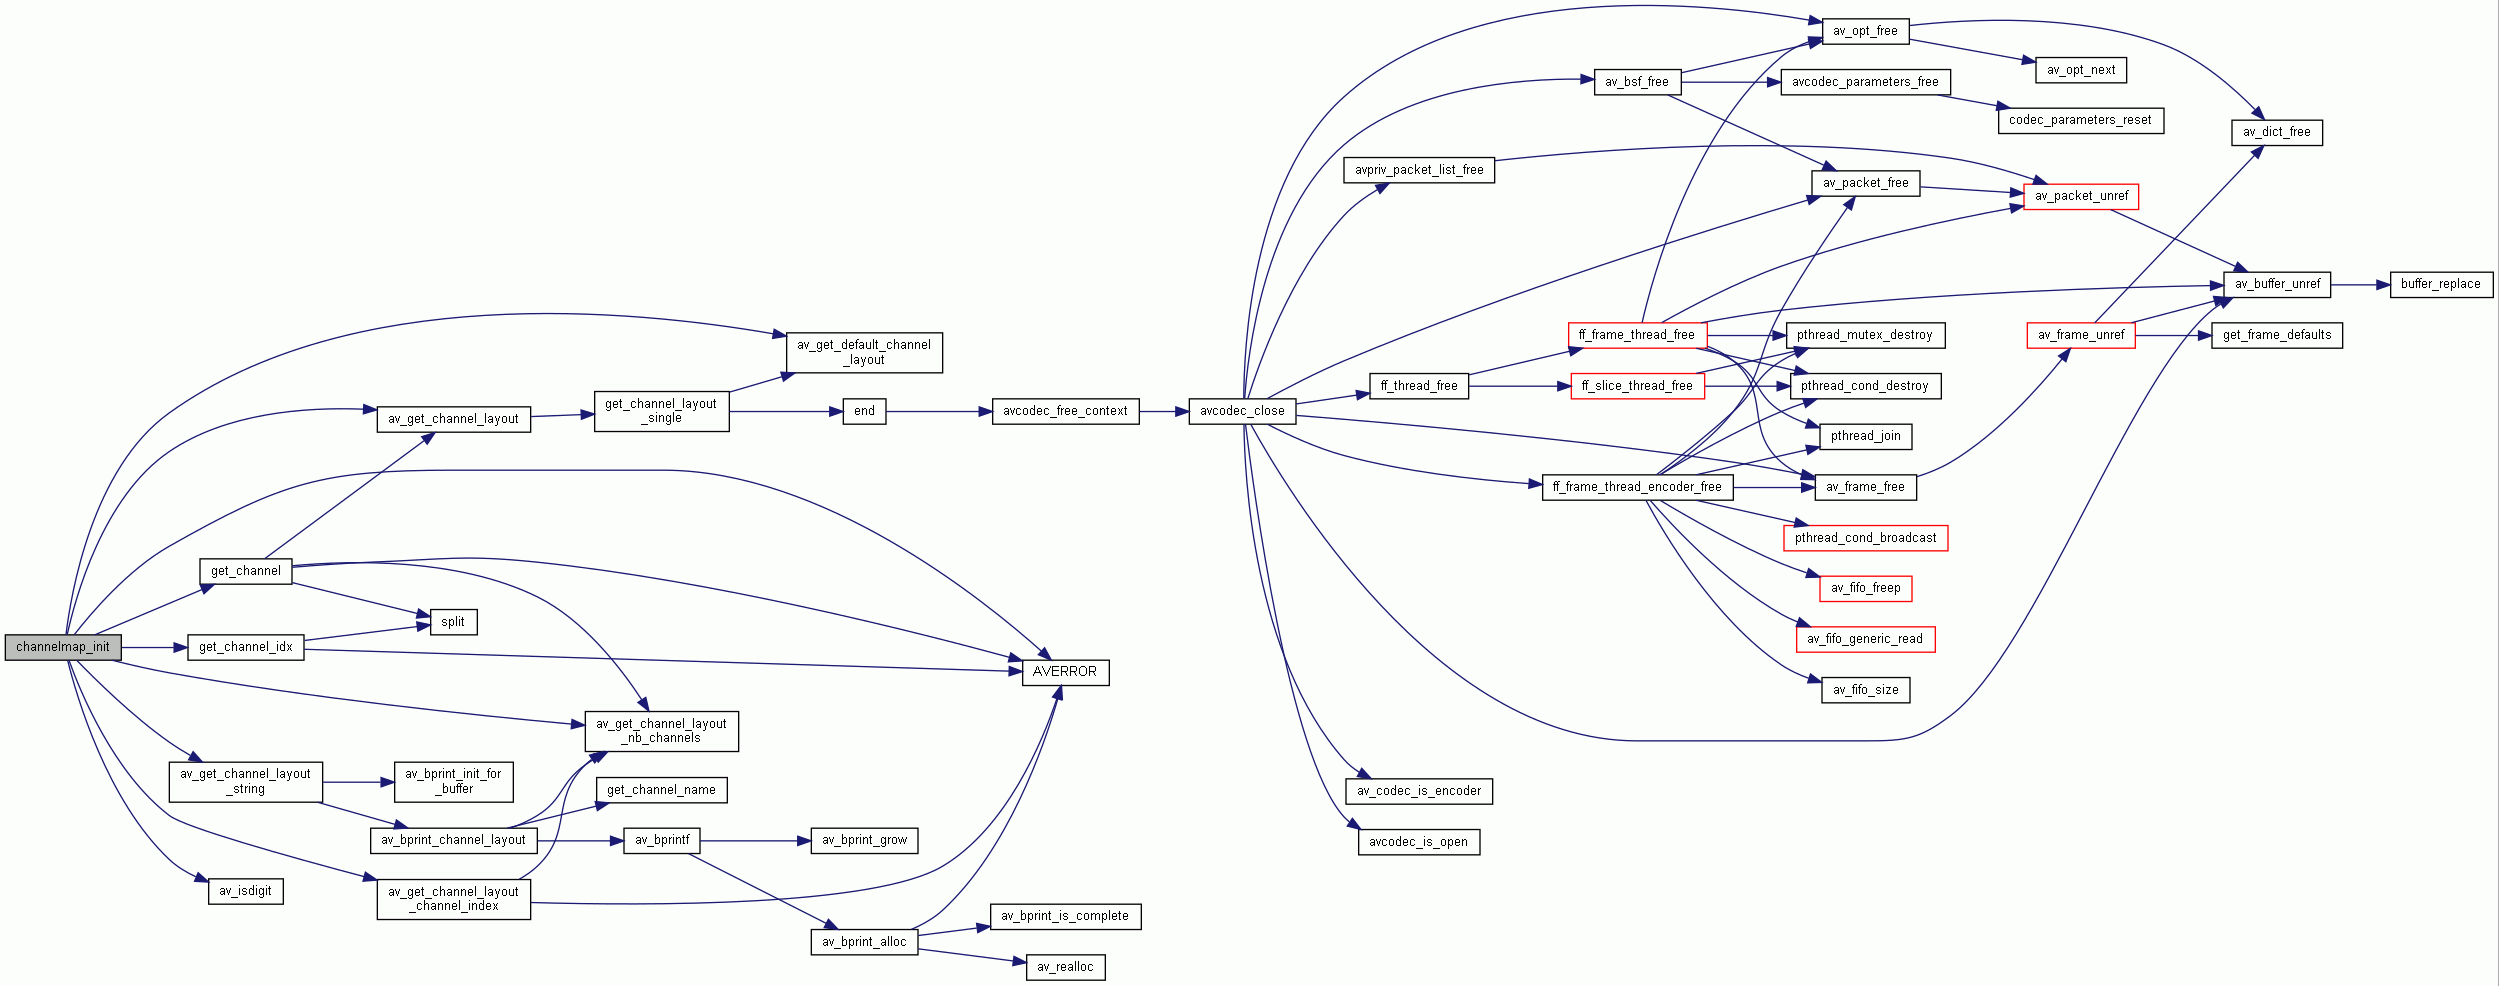 av_opt_free
av_opt_next
av_bsf_free
avcodec_parameters_free
codec_parameters_reset
av_dict_free
avpriv_packet_list_free
av_packet_free
av_packet_unref
av_buffer_unref
buffer_replace
av_get_default_channel
_layout
ff_frame_thread_free
pthread_mutex_destroy
av_frame_unref
get_frame_defaults
ff_thread_free
ff_slice_thread_free
pthread_cond_destroy
av_get_channel_layout
get_channel_layout
_single
end
avcodec_free_context
avcodec_close
pthread_join
ff_frame_thread_encoder_free
av_frame_free
pthread_cond_broadcast
get_channel
av_fifo_freep
split
channelmap_init
get_channel_idx
av_fifo_generic_read
AVERROR
av_fifo_size
av_get_channel_layout
_nb_channels
av_get_channel_layout
_string
av_bprint_init_for
_buffer
get_channel_name
av_codec_is_encoder
av_bprint_channel_layout
av_bprintf
av_bprint_grow
avcodec_is_open
av_isdigit
av_get_channel_layout
_channel_index
av_bprint_is_complete
av_bprint_alloc
av_realloc